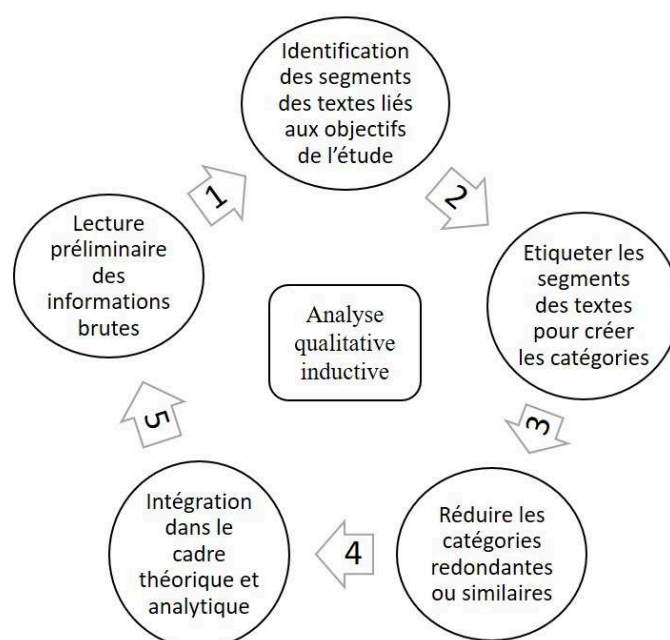 Identification
des segments
des textes liés
aux objectifs
de l'étude
1
2
Lecture
préliminaire
des
informations
brutes
Etiqueter les
segments
des textes
pour créer
les catégories
Analyse
qualitative
inductive
3
Réduire les
catégories
redondantes
ou similaires
4
Intégration
dans le
cadre
théorique et
analytique
5